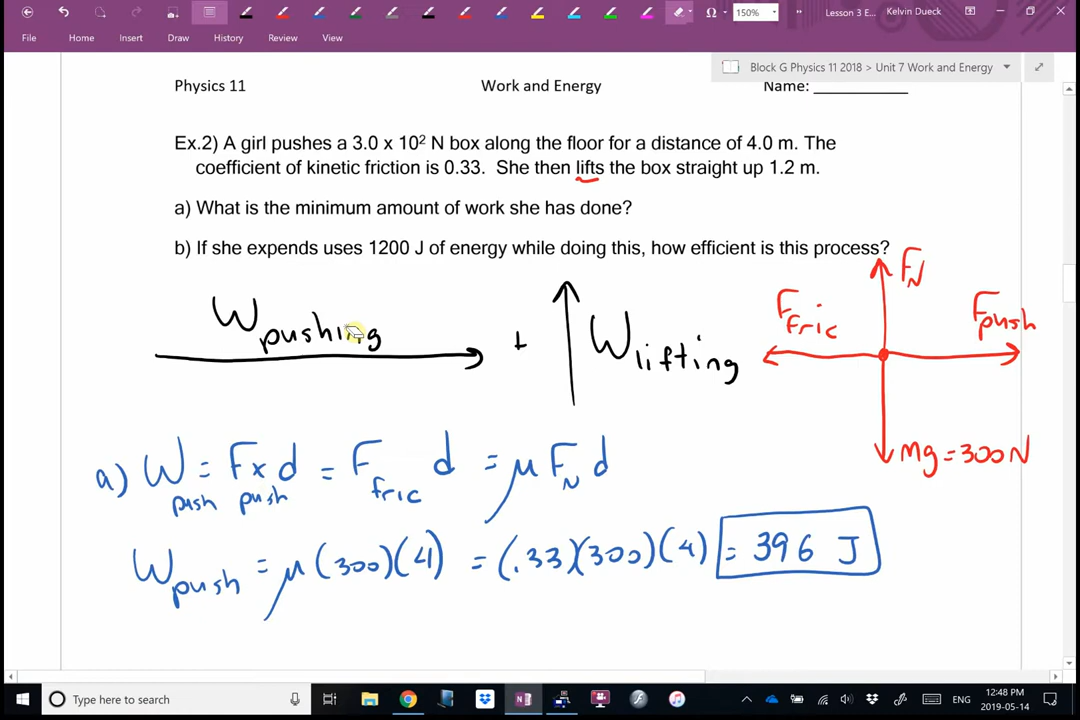 150%
Lesson 3 E...
Kelvin Dueck
File
Home
Insert
Draw
History
Review
View
Block G Physics 11 2018 > Unit 7 Work and Energy
Physics 11 Work and Energy Name: __________
Ex.2) A girl pushes a 3.0 x 10² N box along the floor for a distance of 4.0 m. The
coefficient of kinetic friction is 0.33. She then lifts the box straight up 1.2 m.
a) What is the minimum amount of work she has done?
b) If she expends uses 1200 J of energy while doing this, how efficient is this process?
W pushing + W lifting
F N
F fric
F push
mg = 300 N
a) W push = F push x d = F fric d = μ F N d
W push = μ (300)(4) = (.33)(300)(4) = 396 J
Type here to search
ENG
12:48 PM
2019-05-14